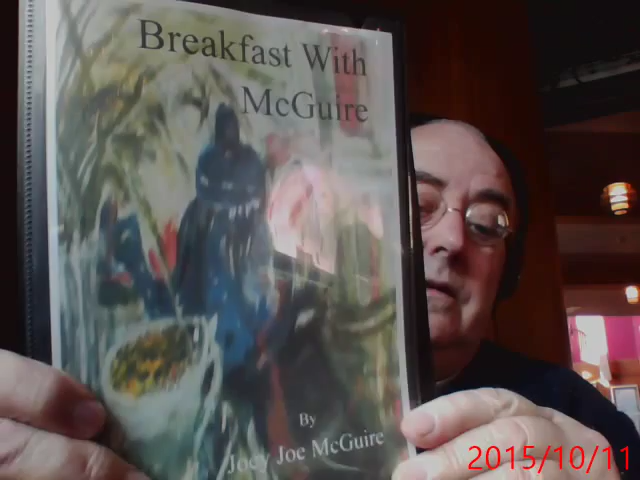 Breakfast With
McGuire
By
Joey Joe McGuire
2015/10/11